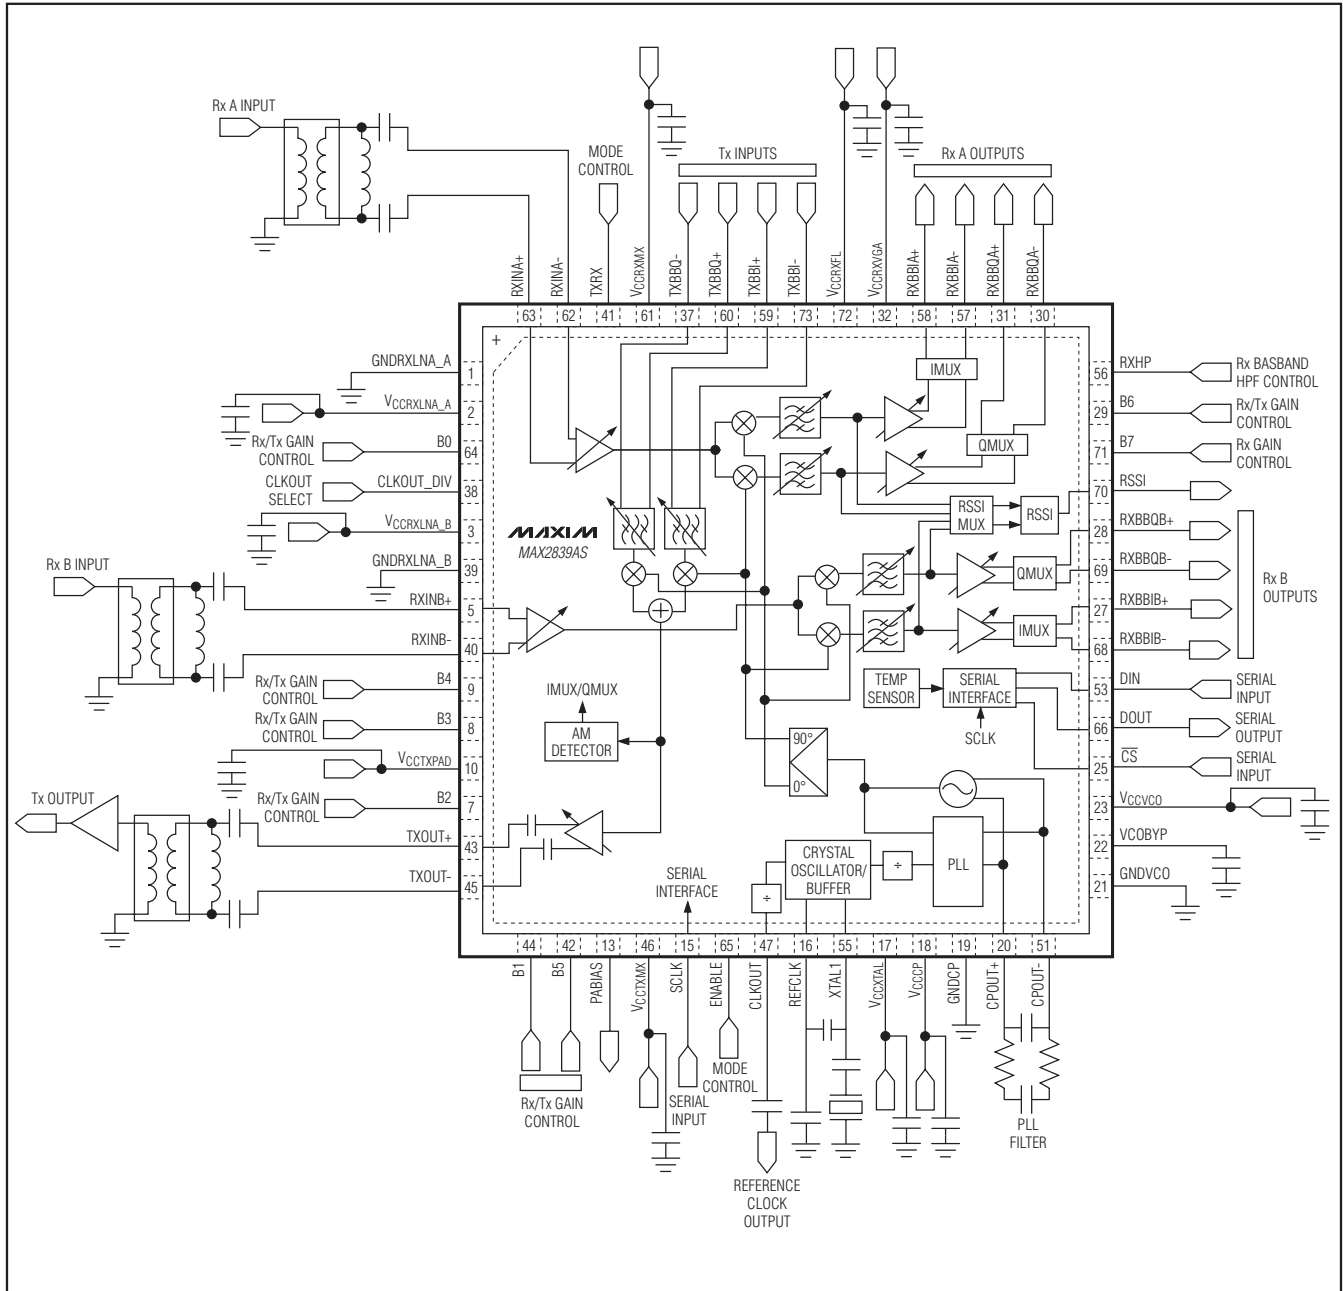 Rx A INPUT
MODE
CONTROL
Tx INPUTS
Rx A OUTPUTS
RXINA+
RXINA-
TXRX
VCCRXMX
TXBBQ-
TXBBQ+
TXBBI+
TXBBI-
VCCRXFL
VCCRXVGA
RXBBIA+
RXBBIA-
RXBBQA+
RXBBQA-
63 62 41 61 37 60 59 73 72 32 58 57 31 30
+
GNDRXLNA_A
1
VCCRXLNA_A
2
Rx/Tx GAIN
CONTROL
B0
64
CLKOUT
SELECT
CLKOUT_DIV
38
VCCRXLNA_B
3
GNDRXLNA_B
39
Rx B INPUT
RXINB+
5
RXINB-
40
Rx/Tx GAIN
CONTROL
B4
9
Rx/Tx GAIN
CONTROL
B3
8
VCCTXPAD
10
Tx OUTPUT
Rx/Tx GAIN
CONTROL
B2
7
TXOUT+
43
TXOUT-
45
MAXIM
MAX2839AS
IMUX
QMUX
RSSI
MUX
RSSI
QMUX
IMUX
TEMP
SENSOR
SERIAL
INTERFACE
SCLK
IMUX/QMUX
AM
DETECTOR
+
90°
0°
CRYSTAL
OSCILLATOR/
BUFFER
÷
PLL
÷
SERIAL
INTERFACE
56
RXHP
Rx BASBAND
HPF CONTROL
29
B6
Rx/Tx GAIN
CONTROL
71
B7
Rx GAIN
CONTROL
70
RSSI
28
RXBBQB+
69
RXBBQB-
27
RXBBIB+
68
RXBBIB-
Rx B
OUTPUTS
53
DIN
SERIAL
INPUT
66
DOUT
SERIAL
OUTPUT
25
CS
SERIAL
INPUT
23
VCCVCO
22
VCOBYP
21
GNDVCO
44 42 13 46 15 65 47 16 55 17 18 19 20 51
B1
B5
PABIAS
VCCTXMX
SCLK
ENABLE
CLKOUT
REFCLK
XTAL1
VCCXTAL
VCCCP
GNDCP
CPOUT+
CPOUT-
Rx/Tx GAIN
CONTROL
SERIAL
INPUT
MODE
CONTROL
REFERENCE
CLOCK
OUTPUT
PLL
FILTER